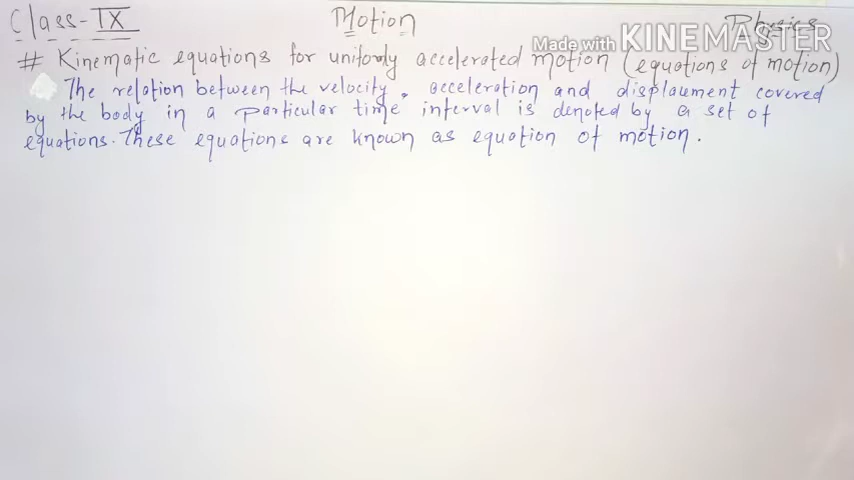 Class-IX Motion Physics
Made with KINEMASTER
# Kinematic equations for uniformly accelerated motion (equations of motion)
The relation between the velocity, acceleration and displacement covered
by the body in a particular time interval is denoted by a set of
equations. These equations are known as equation of motion.